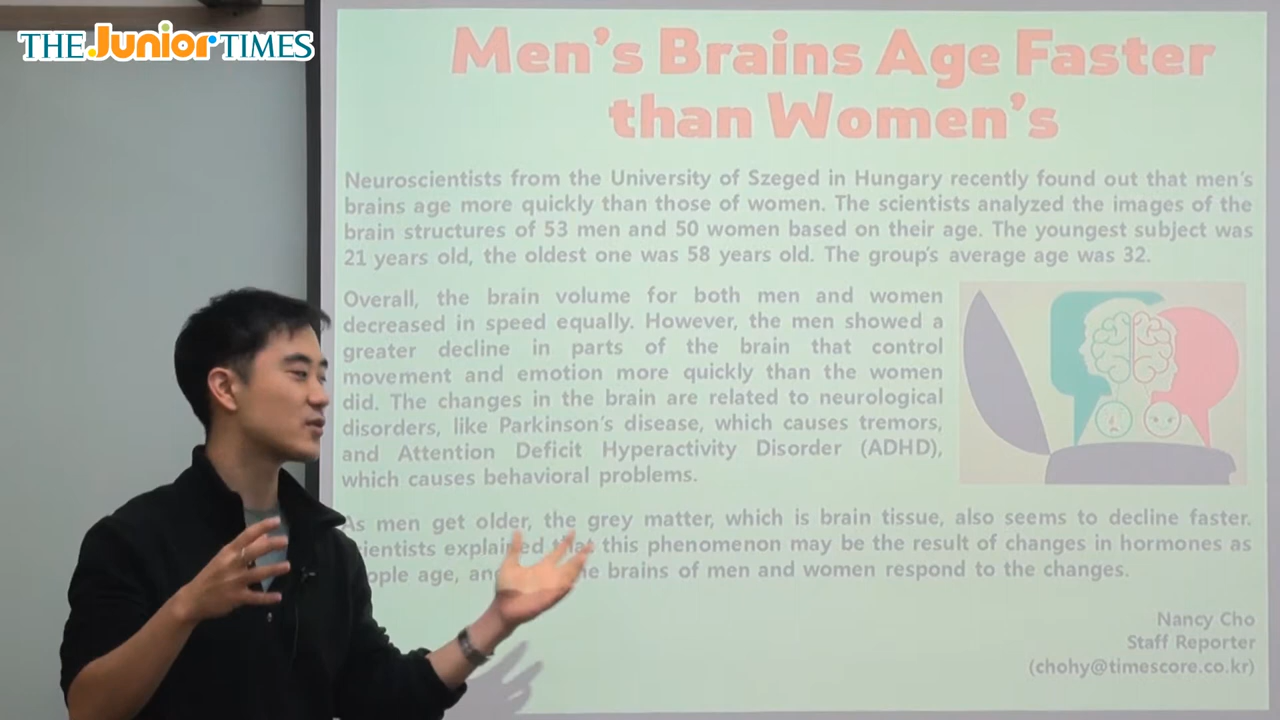 THE Junior TIMES
Men's Brains Age Faster
than Women's
Neuroscientists from the University of Szeged in Hungary recently found out that men's
brains age more quickly than those of women. The scientists analyzed the images of the
brain structures of 53 men and 50 women based on their age. The youngest subject was
21 years old, the oldest one was 58 years old. The group's average age was 32.
Overall, the brain volume for both men and women
decreased in speed equally. However, the men showed a
greater decline in parts of the brain that control
movement and emotion more quickly than the women
did. The changes in the brain are related to neurological
disorders, like Parkinson's disease, which causes tremors,
and Attention Deficit Hyperactivity Disorder (ADHD),
which causes behavioral problems.
As men get older, the grey matter, which is brain tissue, also seems to decline faster.
explained that this phenomenon may be the result of changes in hormones as
age, brains of men and women respond to the changes.
Nancy Cho
Staff Reporter
(chohy@timescore.co.kr)